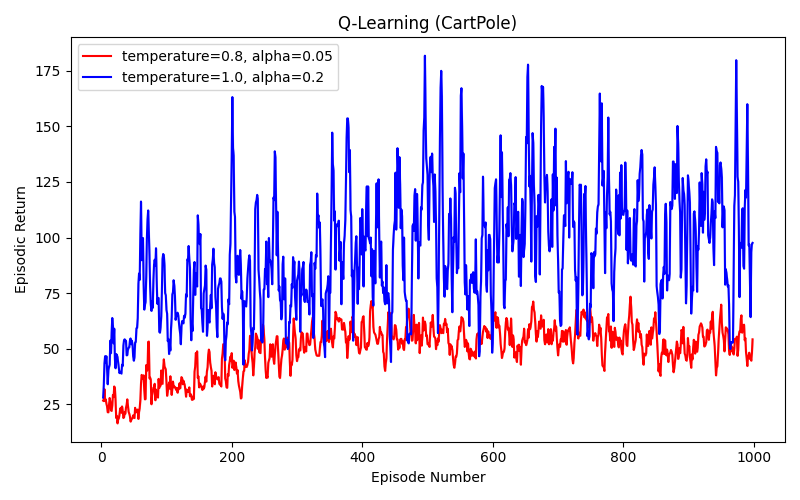 Q-Learning (CartPole)
temperature=0.8, alpha=0.05
temperature=1.0, alpha=0.2
Episodic Return
175
150
125
100
75
50
25
0
200
400
600
800
1000
Episode Number